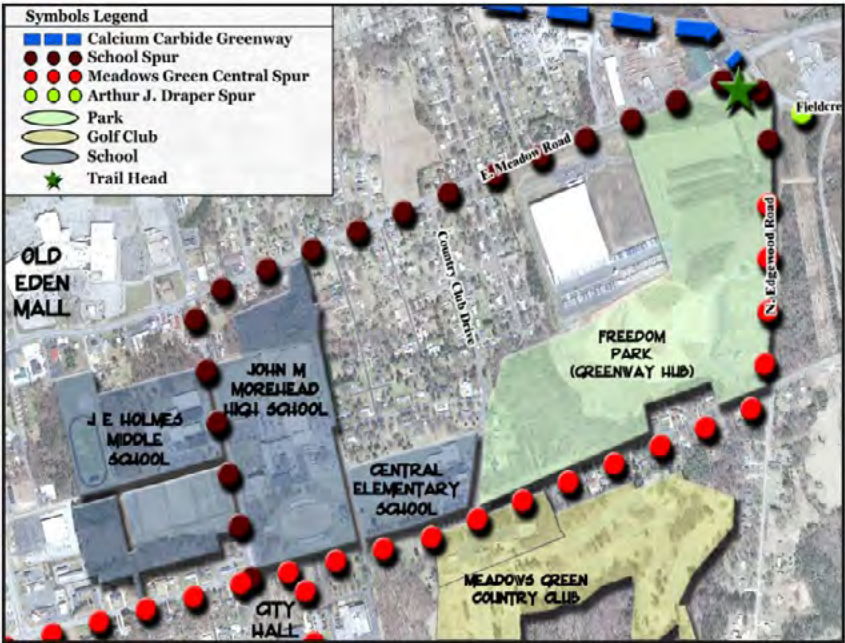 Symbols Legend
Calcium Carbide Greenway
School Spur
Meadows Green Central Spur
Arthur J. Draper Spur
Park
Golf Club
School
Trail Head
Fieldcre
E. Meadow Road
N. Edgewood Road
Country Club Drive
OLD
EDEN
MALL
FREEDOM
PARK
(GREENWAY HUB)
JOHN M
MOREHEAD
HIGH SCHOOL
J E HOLMES
MIDDLE
SCHOOL
CENTRAL
ELEMENTARY
SCHOOL
MEADOWS GREEN
COUNTRY CLUB
CITY
HALL